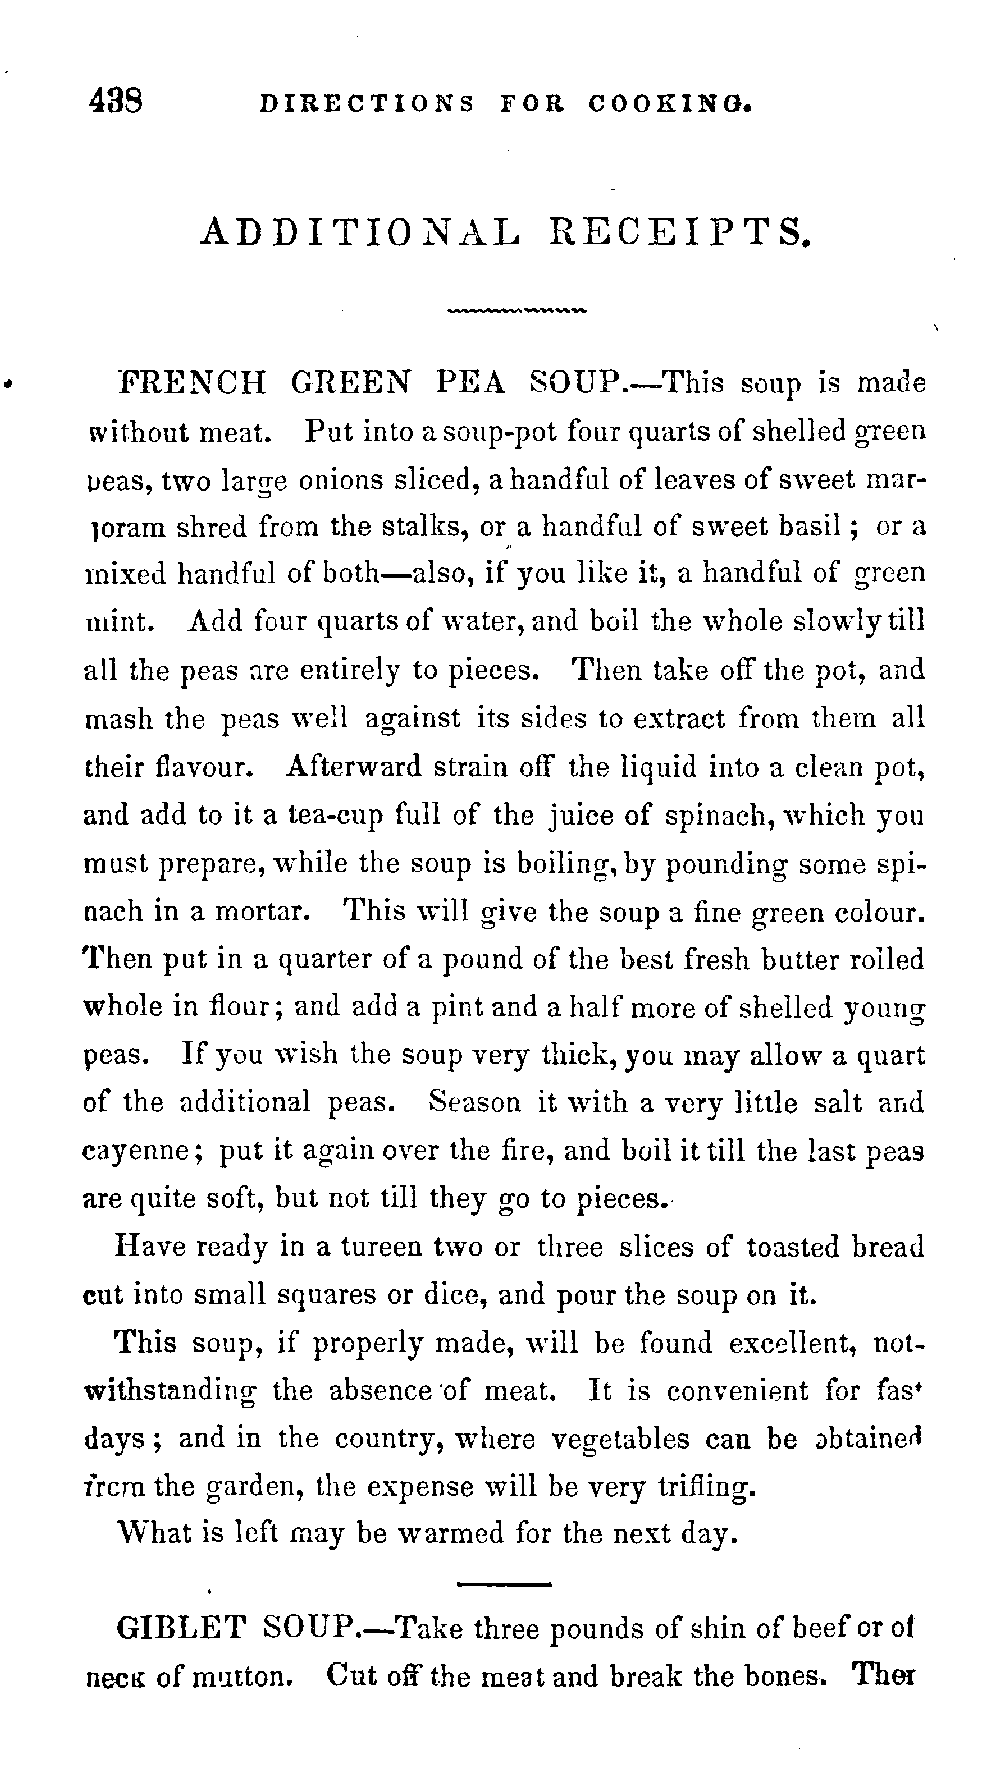 438 DIRECTIONS FOR COOKING.
ADDITIONAL RECEIPTS.
FRENCH GREEN PEA SOUP.—This soup is made
without meat. Put into a soup-pot four quarts of shelled green
peas, two large onions sliced, a handful of leaves of sweet mar-
joram shred from the stalks, or a handful of sweet basil; or a
mixed handful of both—also, if you like it, a handful of green
mint. Add four quarts of water, and boil the whole slowly till
all the peas are entirely to pieces. Then take off the pot, and
mash the peas well against its sides to extract from them all
their flavour. Afterward strain off the liquid into a clean pot,
and add to it a tea-cup full of the juice of spinach, which you
must prepare, while the soup is boiling, by pounding some spi-
nach in a mortar. This will give the soup a fine green colour.
Then put in a quarter of a pound of the best fresh butter rolled
whole in flour; and add a pint and a half more of shelled young
peas. If you wish the soup very thick, you may allow a quart
of the additional peas. Season it with a very little salt and
cayenne; put it again over the fire, and boil it till the last peas
are quite soft, but not till they go to pieces.
Have ready in a tureen two or three slices of toasted bread
cut into small squares or dice, and pour the soup on it.
This soup, if properly made, will be found excellent, not-
withstanding the absence of meat. It is convenient for fast
days; and in the country, where vegetables can be obtained
from the garden, the expense will be very trifling.
What is left may be warmed for the next day.
GIBLET SOUP.—Take three pounds of shin of beef or of
neck of mutton. Cut off the meat and break the bones. Then